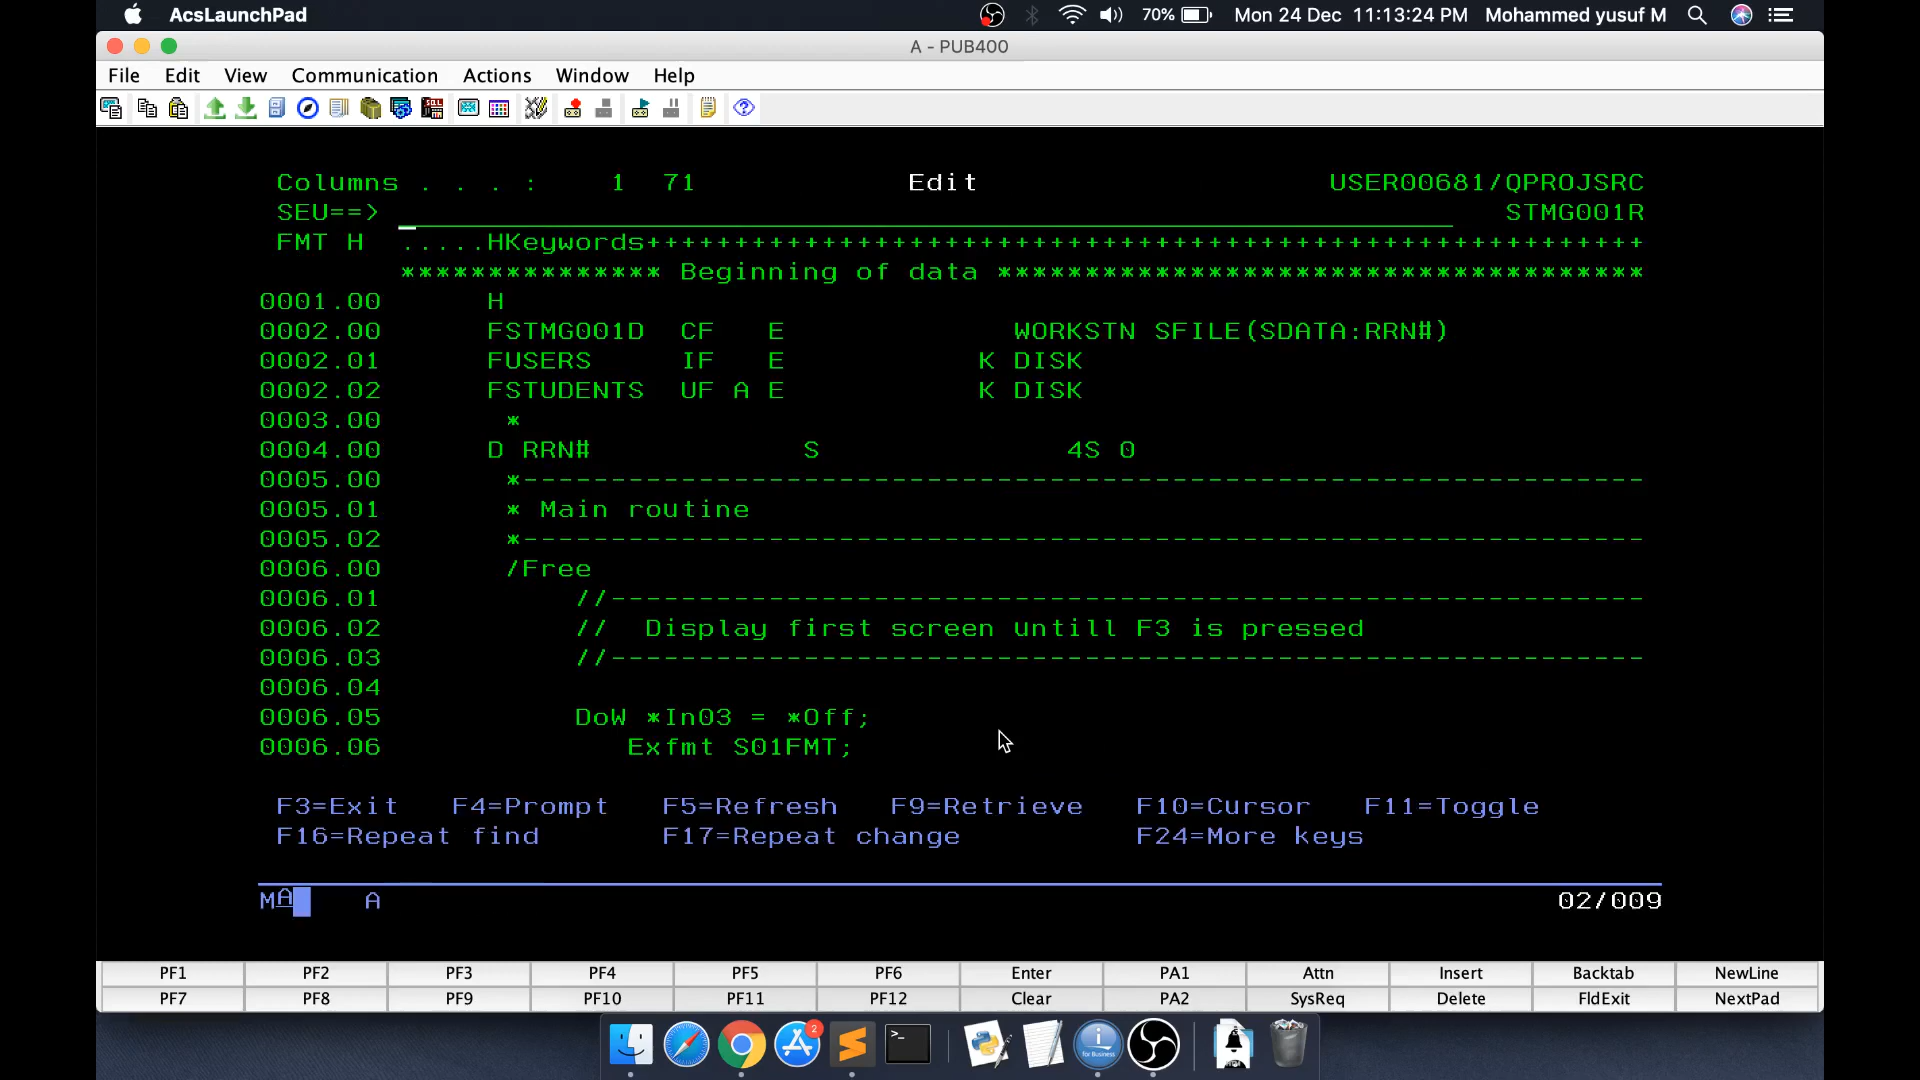 AcsLaunchPad 70% Mon 24 Dec 11:13:24 PM Mohammed yusuf M
A - PUB400
File Edit View Communication Actions Window Help
SQL
Columns . . . : 1 71 Edit USER00681/QPROJSRC
SEU==> STMG001R
FMT H .....HKeywords+++++++++++++++++++++++++++++++++++++++++++++++++++++++++
*************** Beginning of data *************************************
0001.00 H
0002.00 FSTMG001D CF E WORKSTN SFILE(SDATA:RRN#)
0002.01 FUSERS IF E K DISK
0002.02 FSTUDENTS UF A E K DISK
0003.00 *
0004.00 D RRN# S 4S 0
0005.00 *----------------------------------------------------------------
0005.01 * Main routine
0005.02 *----------------------------------------------------------------
0006.00 /Free
0006.01 //-----------------------------------------------------------
0006.02 // Display first screen untill F3 is pressed
0006.03 //-----------------------------------------------------------
0006.04
0006.05 DoW *In03 = *Off;
0006.06 Exfmt S01FMT;
F3=Exit F4=Prompt F5=Refresh F9=Retrieve F10=Cursor F11=Toggle
F16=Repeat find F17=Repeat change F24=More keys
MA A 02/009
PF1 PF2 PF3 PF4 PF5 PF6 Enter PA1 Attn Insert Backtab NewLine
PF7 PF8 PF9 PF10 PF11 PF12 Clear PA2 SysReq Delete FldExit NextPad
2
>_
i
for Business